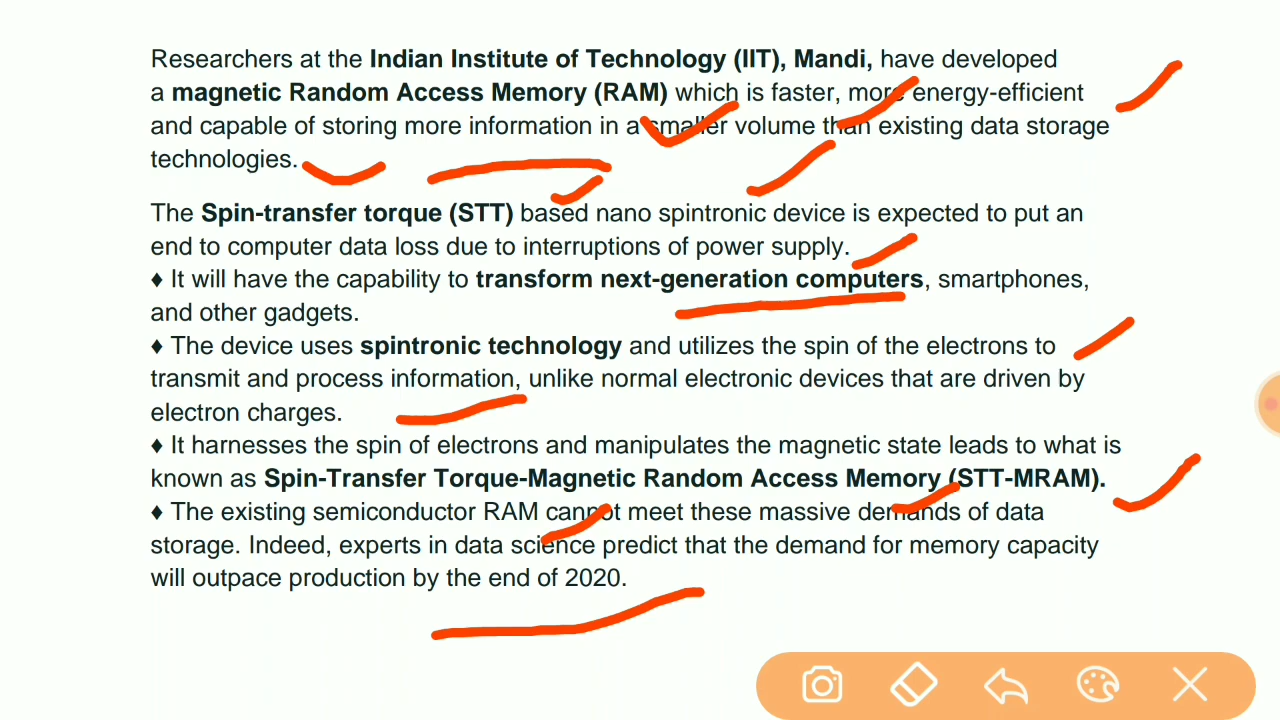 Researchers at the Indian Institute of Technology (IIT), Mandi, have developed
a magnetic Random Access Memory (RAM) which is faster, more energy-efficient
and capable of storing more information in a smaller volume than existing data storage
technologies.
The Spin-transfer torque (STT) based nano spintronic device is expected to put an
end to computer data loss due to interruptions of power supply.
♦ It will have the capability to transform next-generation computers, smartphones,
and other gadgets.
♦ The device uses spintronic technology and utilizes the spin of the electrons to
transmit and process information, unlike normal electronic devices that are driven by
electron charges.
♦ It harnesses the spin of electrons and manipulates the magnetic state leads to what is
known as Spin-Transfer Torque-Magnetic Random Access Memory (STT-MRAM).
♦ The existing semiconductor RAM cannot meet these massive demands of data
storage. Indeed, experts in data science predict that the demand for memory capacity
will outpace production by the end of 2020.